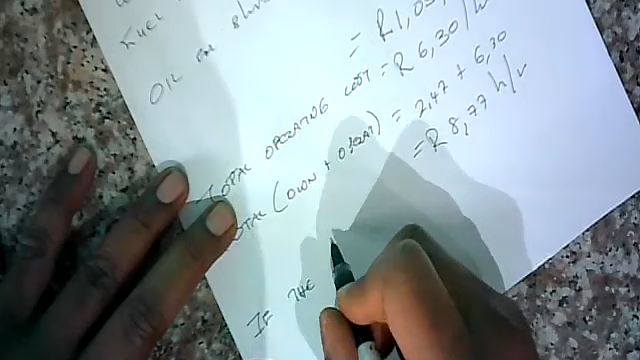 FUEL
OIL
= R1,05
TOTAL OPERATING COST = R 6,30/hr
TOTAL (OWN + OPERAT) = 2,47 + 6,30
= R 8,77 h/r
IF THE